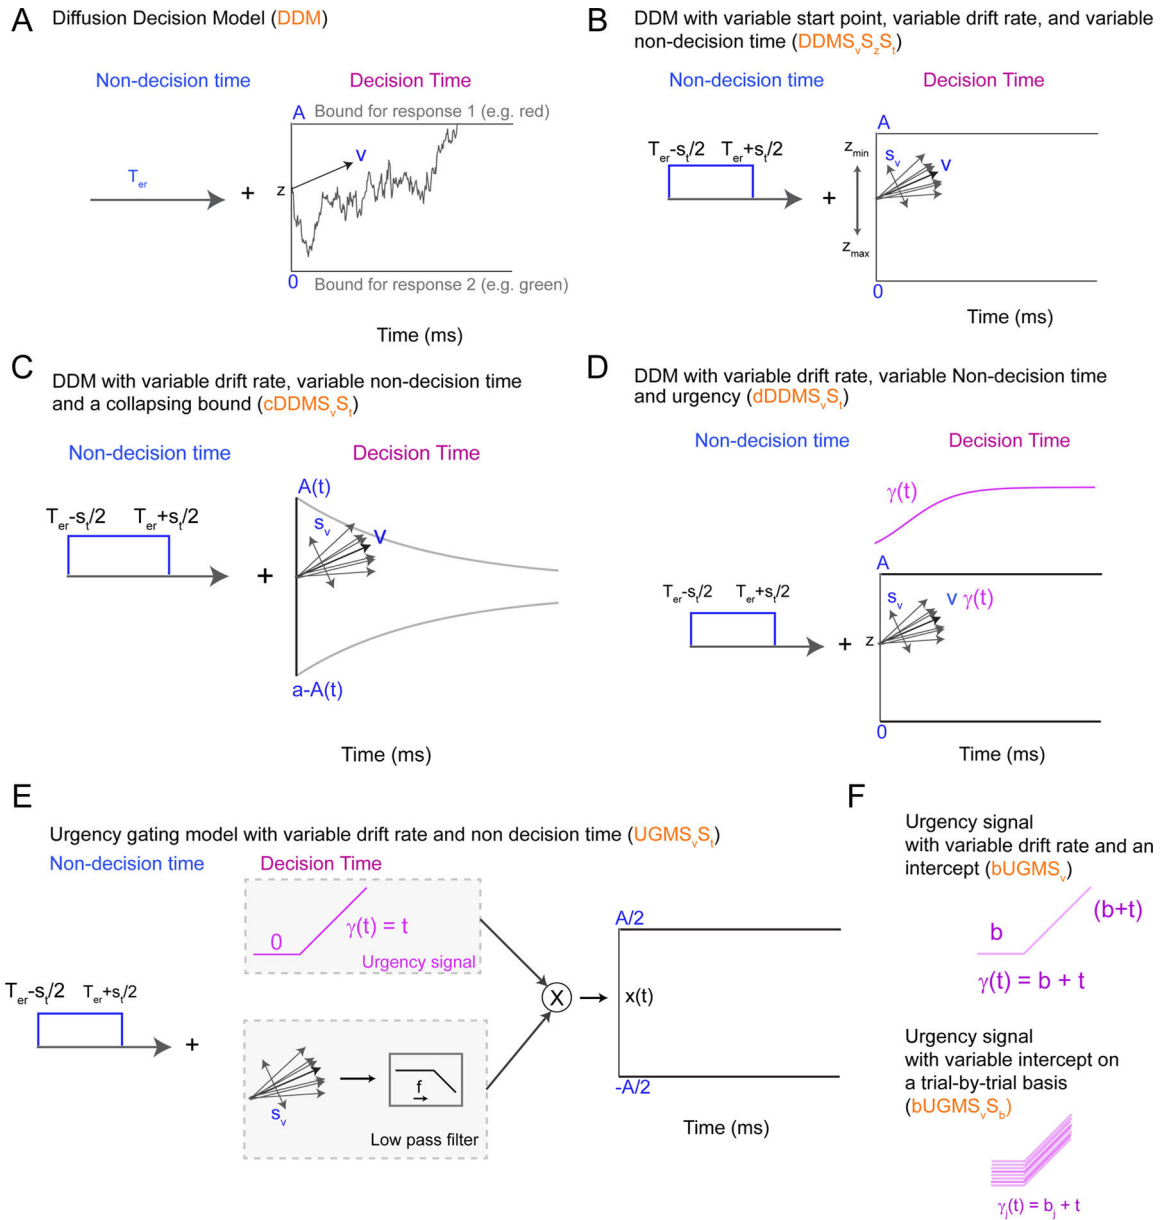 A
Diffusion Decision Model (DDM)
Non-decision time
Decision Time
A
Bound for response 1 (e.g. red)
v
T_er
+
z
0
Bound for response 2 (e.g. green)
Time (ms)
B
DDM with variable start point, variable drift rate, and variable
non-decision time (DDMS_vS_zS_t)
Non-decision time
Decision Time
A
T_er-s_t/2
T_er+s_t/2
z_min
s_v
v
+
z_max
0
Time (ms)
C
DDM with variable drift rate, variable non-decision time
and a collapsing bound (cDDMS_vS_t)
Non-decision time
Decision Time
A(t)
T_er-s_t/2
T_er+s_t/2
s_v
v
+
a-A(t)
Time (ms)
D
DDM with variable drift rate, variable Non-decision time
and urgency (dDDMS_vS_t)
Non-decision time
Decision Time
γ(t)
A
T_er-s_t/2
T_er+s_t/2
s_v
v γ(t)
+
z
0
Time (ms)
E
Urgency gating model with variable drift rate and non decision time (UGMS_vS_t)
Non-decision time
Decision Time
0
γ(t) = t
Urgency signal
A/2
T_er-s_t/2
T_er+s_t/2
X
x(t)
+
s_v
f
Low pass filter
-A/2
Time (ms)
F
Urgency signal
with variable drift rate and an
intercept (bUGMS_v)
b
(b+t)
γ(t) = b + t
Urgency signal
with variable intercept on
a trial-by-trial basis
(bUGMS_vS_b)
γ_j(t) = b_j + t